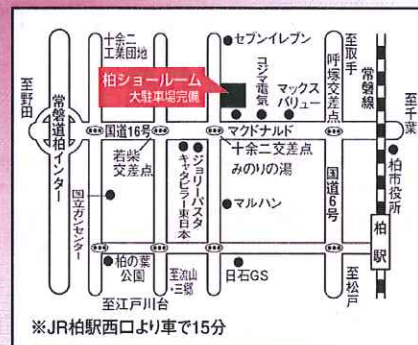 至野田
常磐道柏インター
十余二
工業団地
柏ショールーム
大駐車場完備
セブンイレブン
コジマ電気
マックス
バリュー
呼塚交差点
至取手
常磐線
至千葉
国道16号
マクドナルド
若柴
交差点
ジョリーパスタ
キャタピラー東日本
十余二交差点
みのりの湯
国道6号
柏市役所
国立ガンセンター
マルハン
柏駅
柏の葉
公園
至流山
・三郷
日石GS
至松戸
至江戸川台
※JR柏駅西口より車で15分